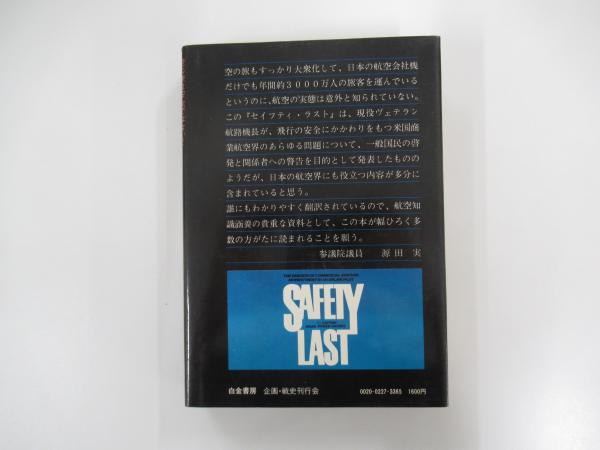 空の旅もすっかり大衆化して、日本の航空会社機
だけでも年間約3000万人の旅客を運んでいる
というのに、航空の実態は意外と知られていない。
この『セイフティ・ラスト』は、現役ヴェテラン
航路機長が、飛行の安全にかかわりをもつ米国商
業航空界のあらゆる問題について、一般国民の啓
発と関係者への警告を目的として発表したものの
ようだが、日本の航空界にも役立つ内容が多分に
含まれていると思う。
誰にもわかりやすく翻訳されているので、航空知
識涵養の貴重な資料として、この本が幅ひろく多
数の方がたに読まれることを願う。
参議院議員 源田 実
THE DANGERS OF COMMERCIAL AVIATION
AN INDICTMENT BY AN AIRLINE PILOT
SAFETY
LAST
白金書房 企画・戦史刊行会 0020-0227-3365 1600円